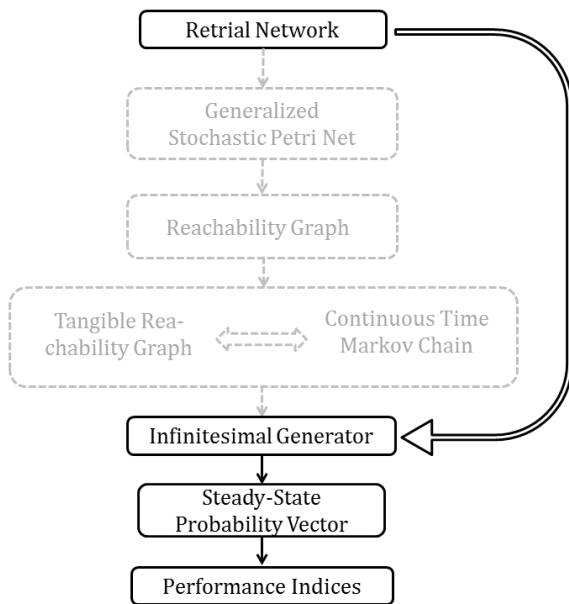 Retrial Network
Generalized
Stochastic Petri Net
Reachability Graph
Tangible Rea-
chability Graph
Continuous Time
Markov Chain
Infinitesimal Generator
Steady-State
Probability Vector
Performance Indices